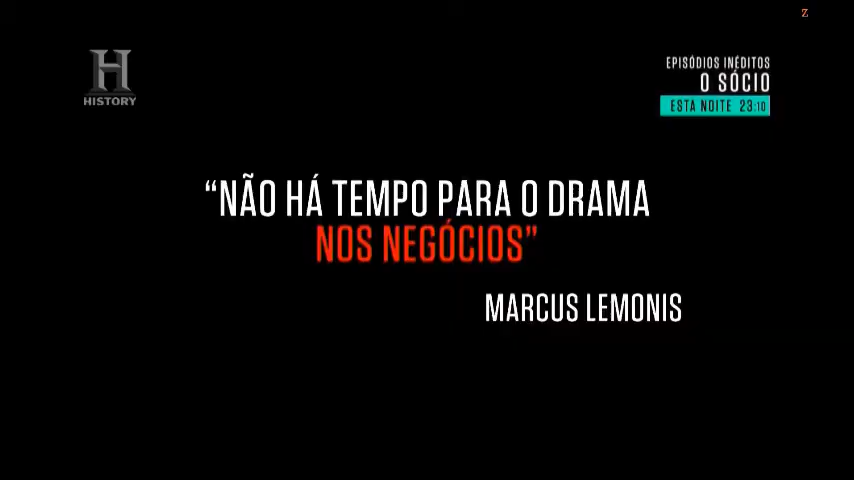 Z
H
HISTORY
EPISÓDIOS INÉDITOS
O SÓCIO
ESTA NOITE 23:10
“NÃO HÁ TEMPO PARA O DRAMA
NOS NEGÓCIOS”
MARCUS LEMONIS